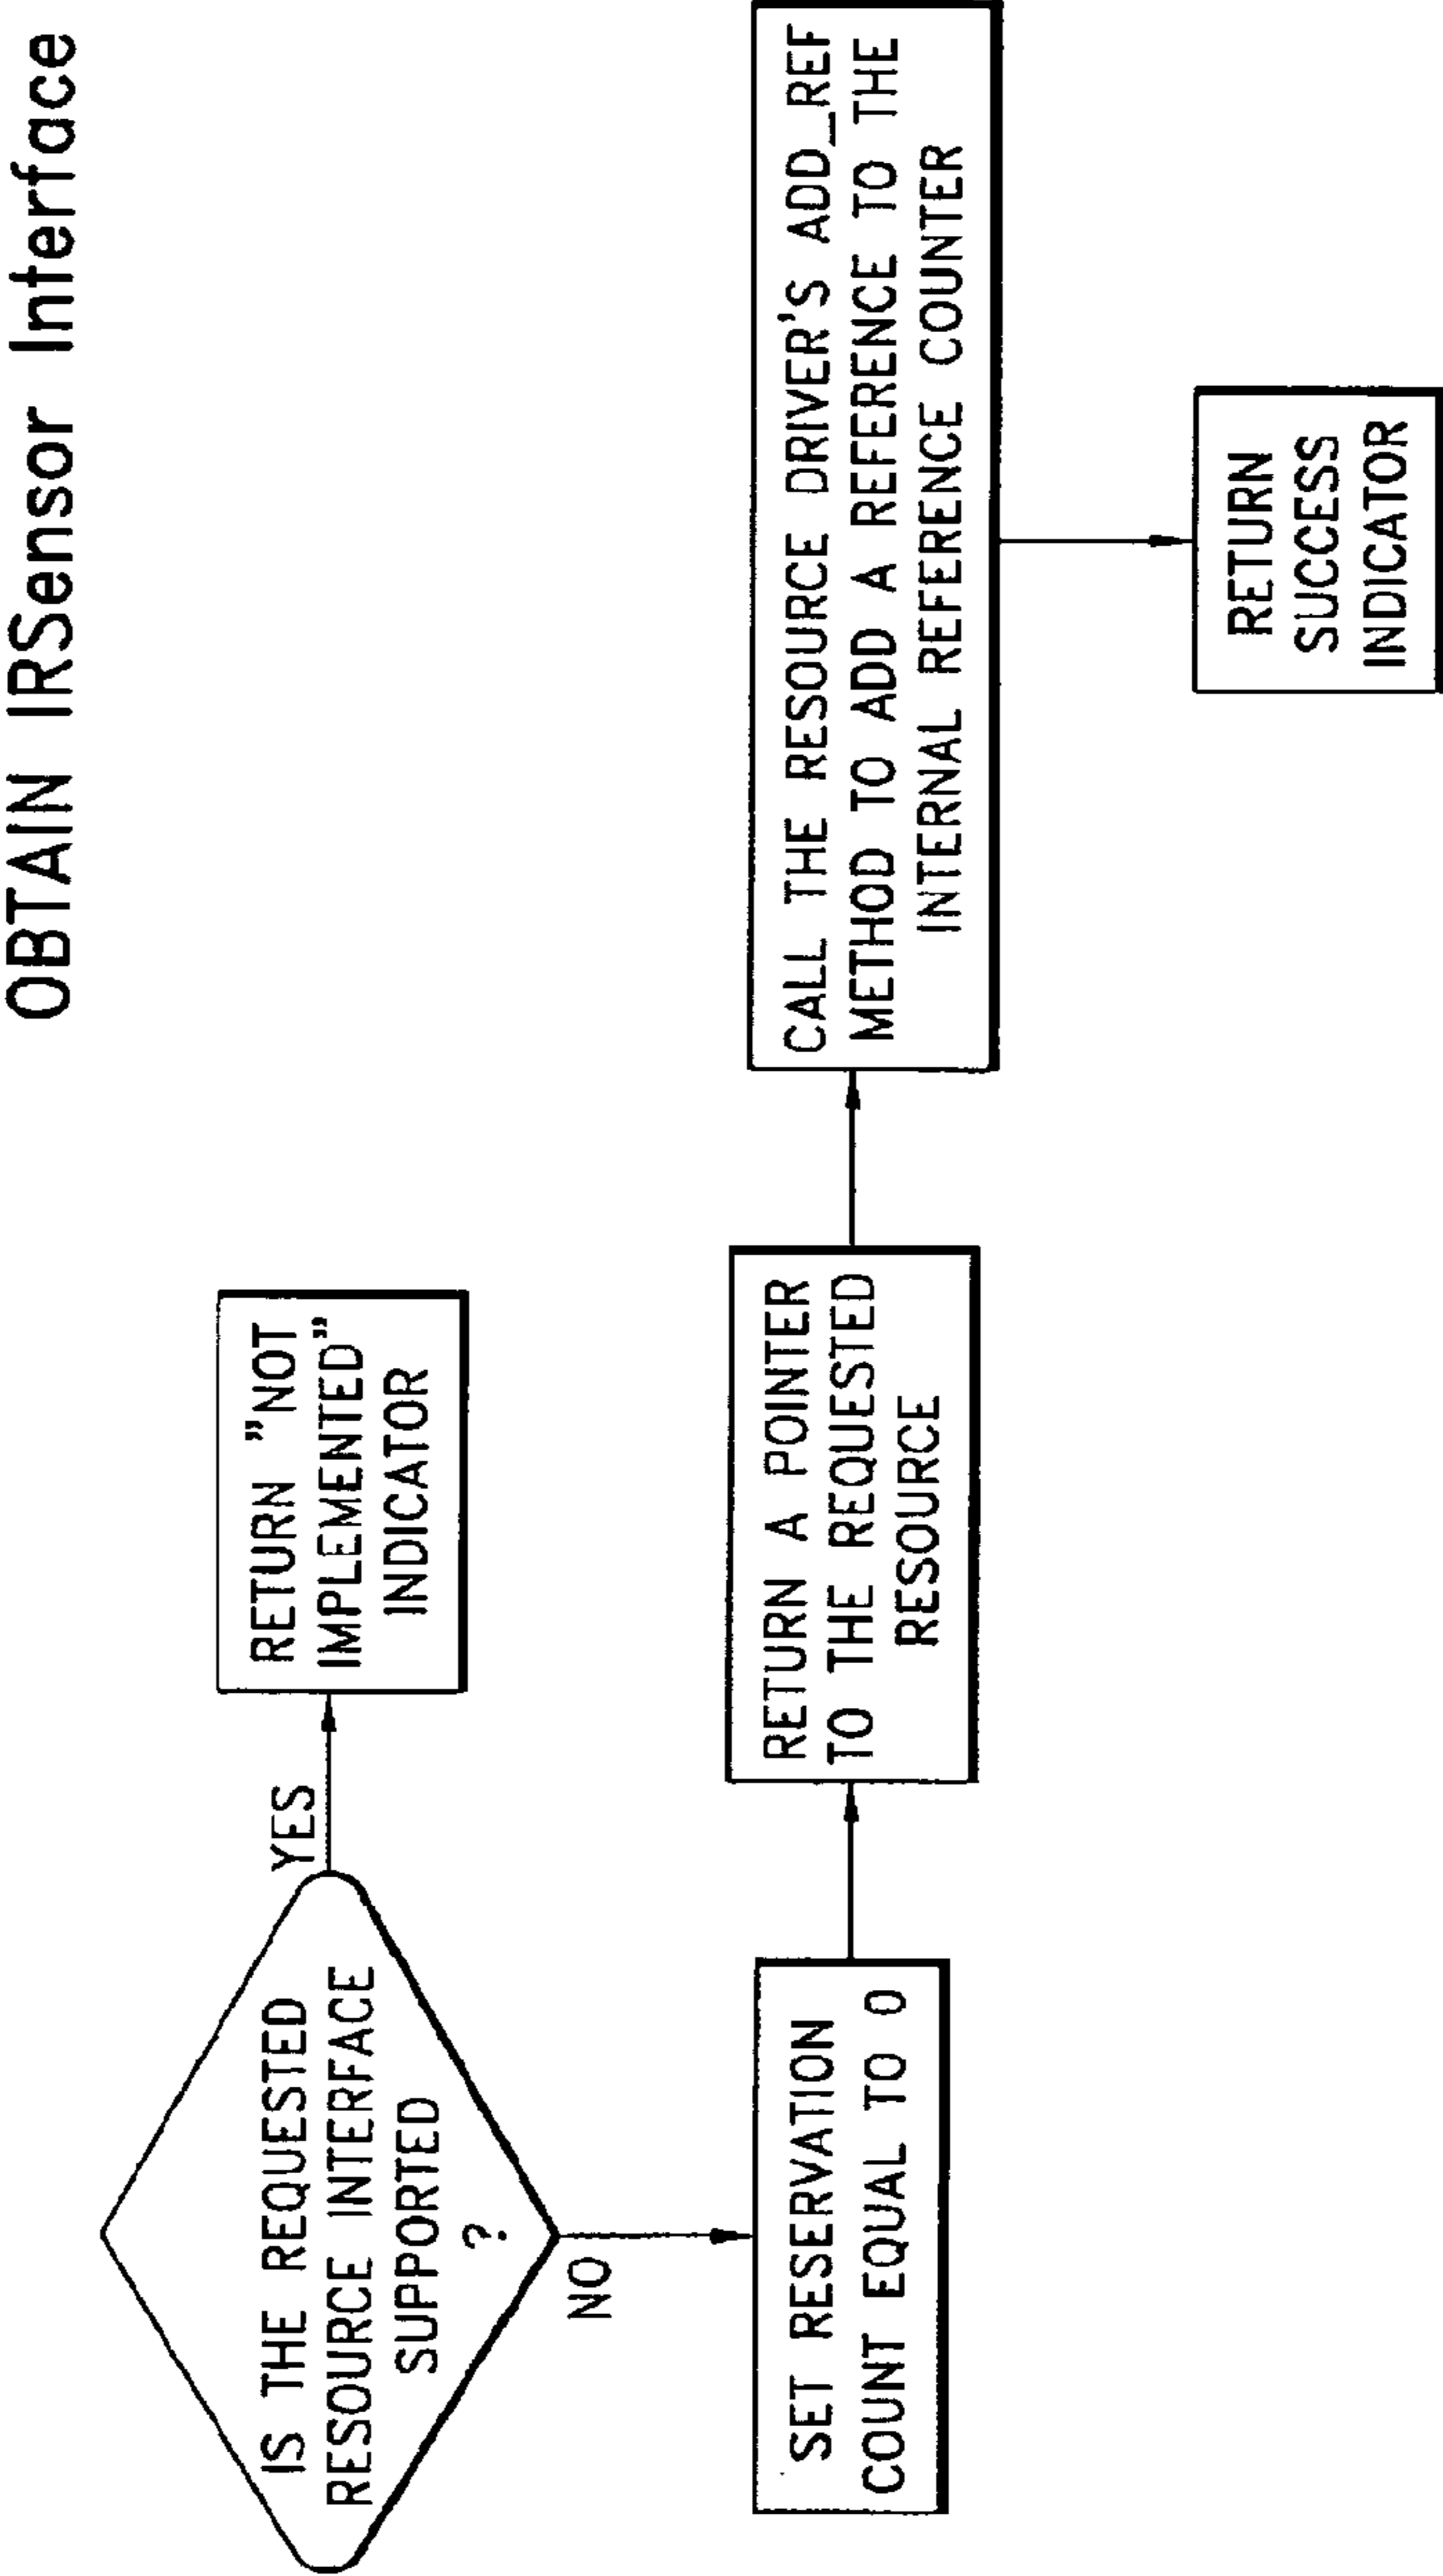 OBTAIN IRSensor Interface
IS THE REQUESTED
RESOURCE INTERFACE
SUPPORTED
?
YES
RETURN "NOT
IMPLEMENTED"
INDICATOR
NO
SET RESERVATION
COUNT EQUAL TO 0
RETURN A POINTER
TO THE REQUESTED
RESOURCE
CALL THE RESOURCE DRIVER'S ADD_REF
METHOD TO ADD A REFERENCE TO THE
INTERNAL REFERENCE COUNTER
RETURN
SUCCESS
INDICATOR